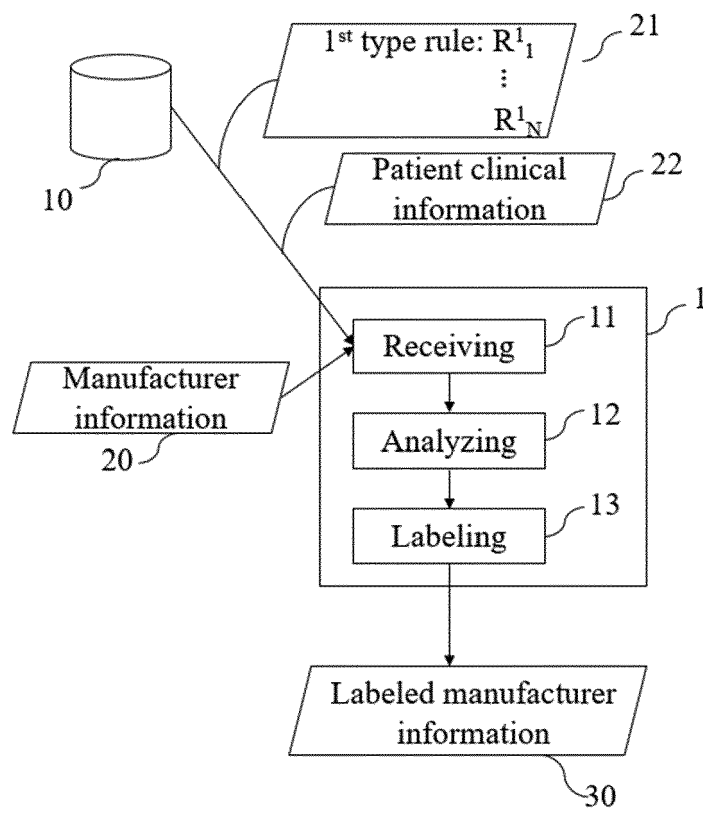 1st type rule: R¹₁
21
⋮
R¹N
10
Patient clinical
information
22
1
Receiving
11
Manufacturer
information
20
Analyzing
12
Labeling
13
Labeled manufacturer
information
30